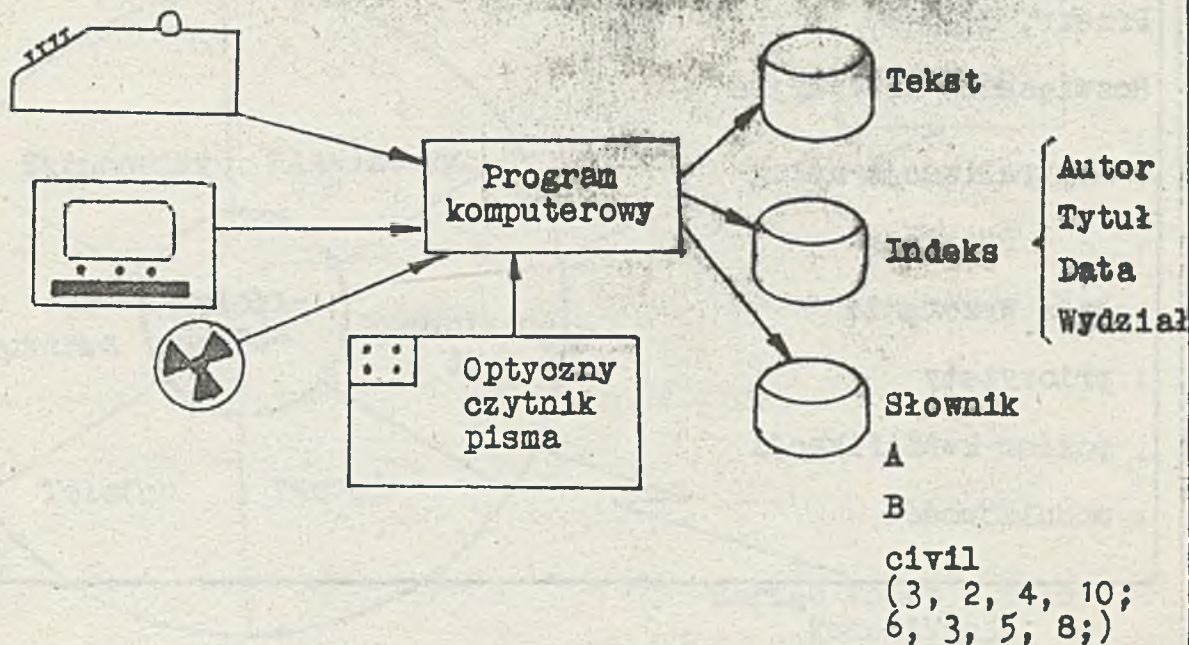 Program
komputerowy
Optyczny
czytnik
pisma
Tekst
Indeks
Autor
Tytuł
Data
Wydział
Słownik
A
B
civil
(3, 2, 4, 10;
6, 3, 5, 8;)